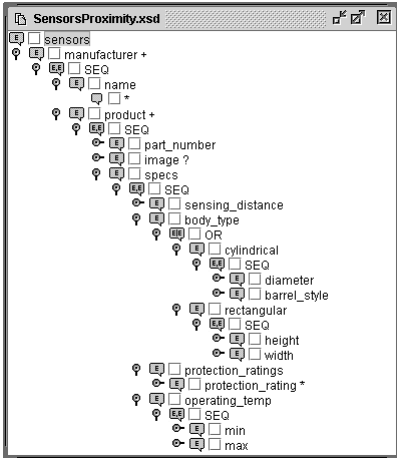 SensorsProximity.xsd
E sensors
E manufacturer +
E,E SEQ
E name
*
E product +
E,E SEQ
E part_number
E image ?
E specs
E,E SEQ
E sensing_distance
E body_type
E|E OR
E cylindrical
E,E SEQ
E diameter
E barrel_style
E rectangular
E,E SEQ
E height
E width
E protection_ratings
E protection_rating *
E operating_temp
E,E SEQ
E min
E max